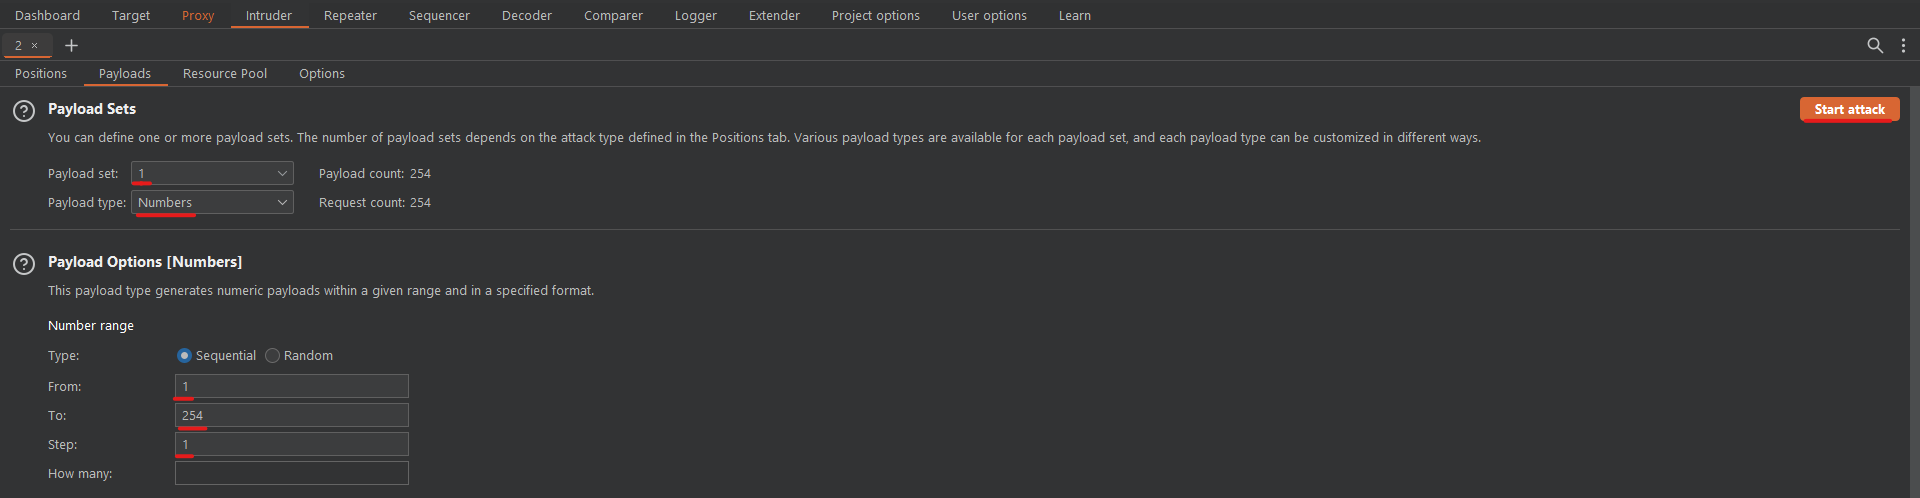 Dashboard Target Proxy Intruder Repeater Sequencer Decoder Comparer Logger Extender Project options User options Learn
2 × +
Positions Payloads Resource Pool Options
? Payload Sets Start attack
You can define one or more payload sets. The number of payload sets depends on the attack type defined in the Positions tab. Various payload types are available for each payload set, and each payload type can be customized in different ways.
Payload set: 1 Payload count: 254
Payload type: Numbers Request count: 254
? Payload Options [Numbers]
This payload type generates numeric payloads within a given range and in a specified format.
Number range
Type: Sequential Random
From: 1
To: 254
Step: 1
How many: